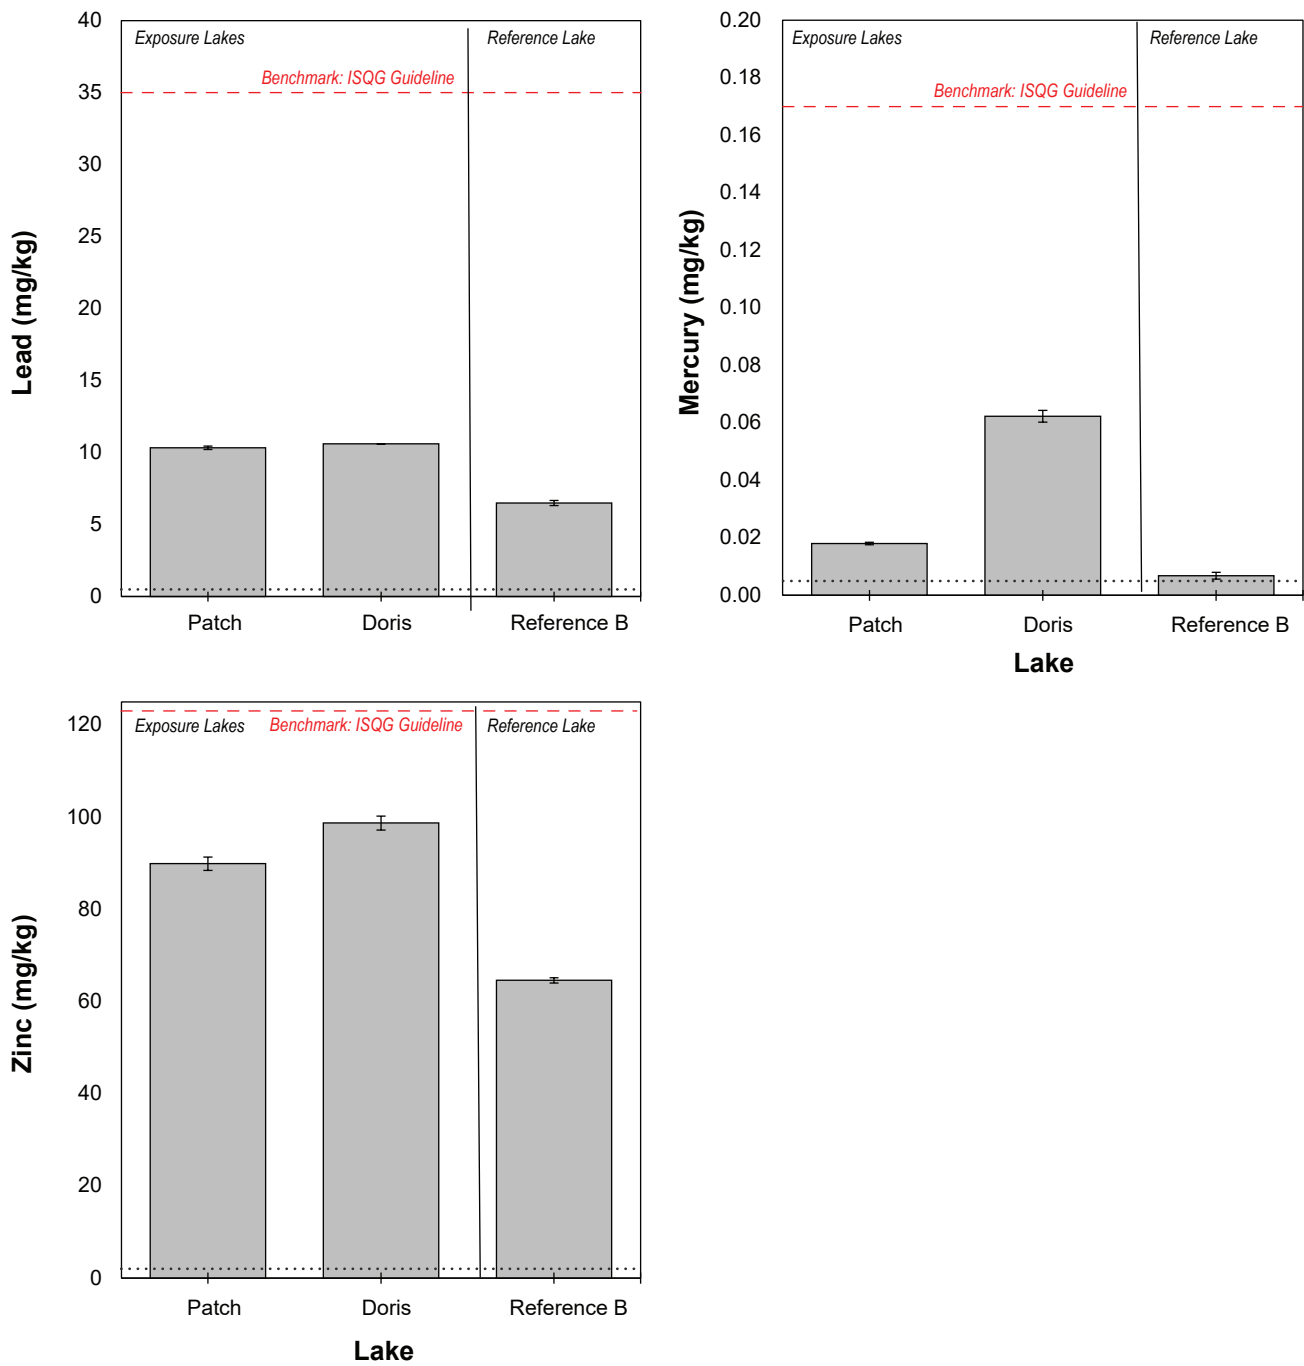 40
35
30
25
20
15
10
5
0
Lead (mg/kg)
Exposure Lakes
Reference Lake
Benchmark: ISQG Guideline
Patch
Doris
Reference B
0.20
0.18
0.16
0.14
0.12
0.10
0.08
0.06
0.04
0.02
0.00
Mercury (mg/kg)
Exposure Lakes
Reference Lake
Benchmark: ISQG Guideline
Patch
Doris
Reference B
Lake
120
100
80
60
40
20
0
Zinc (mg/kg)
Exposure Lakes
Benchmark: ISQG Guideline
Reference Lake
Patch
Doris
Reference B
Lake